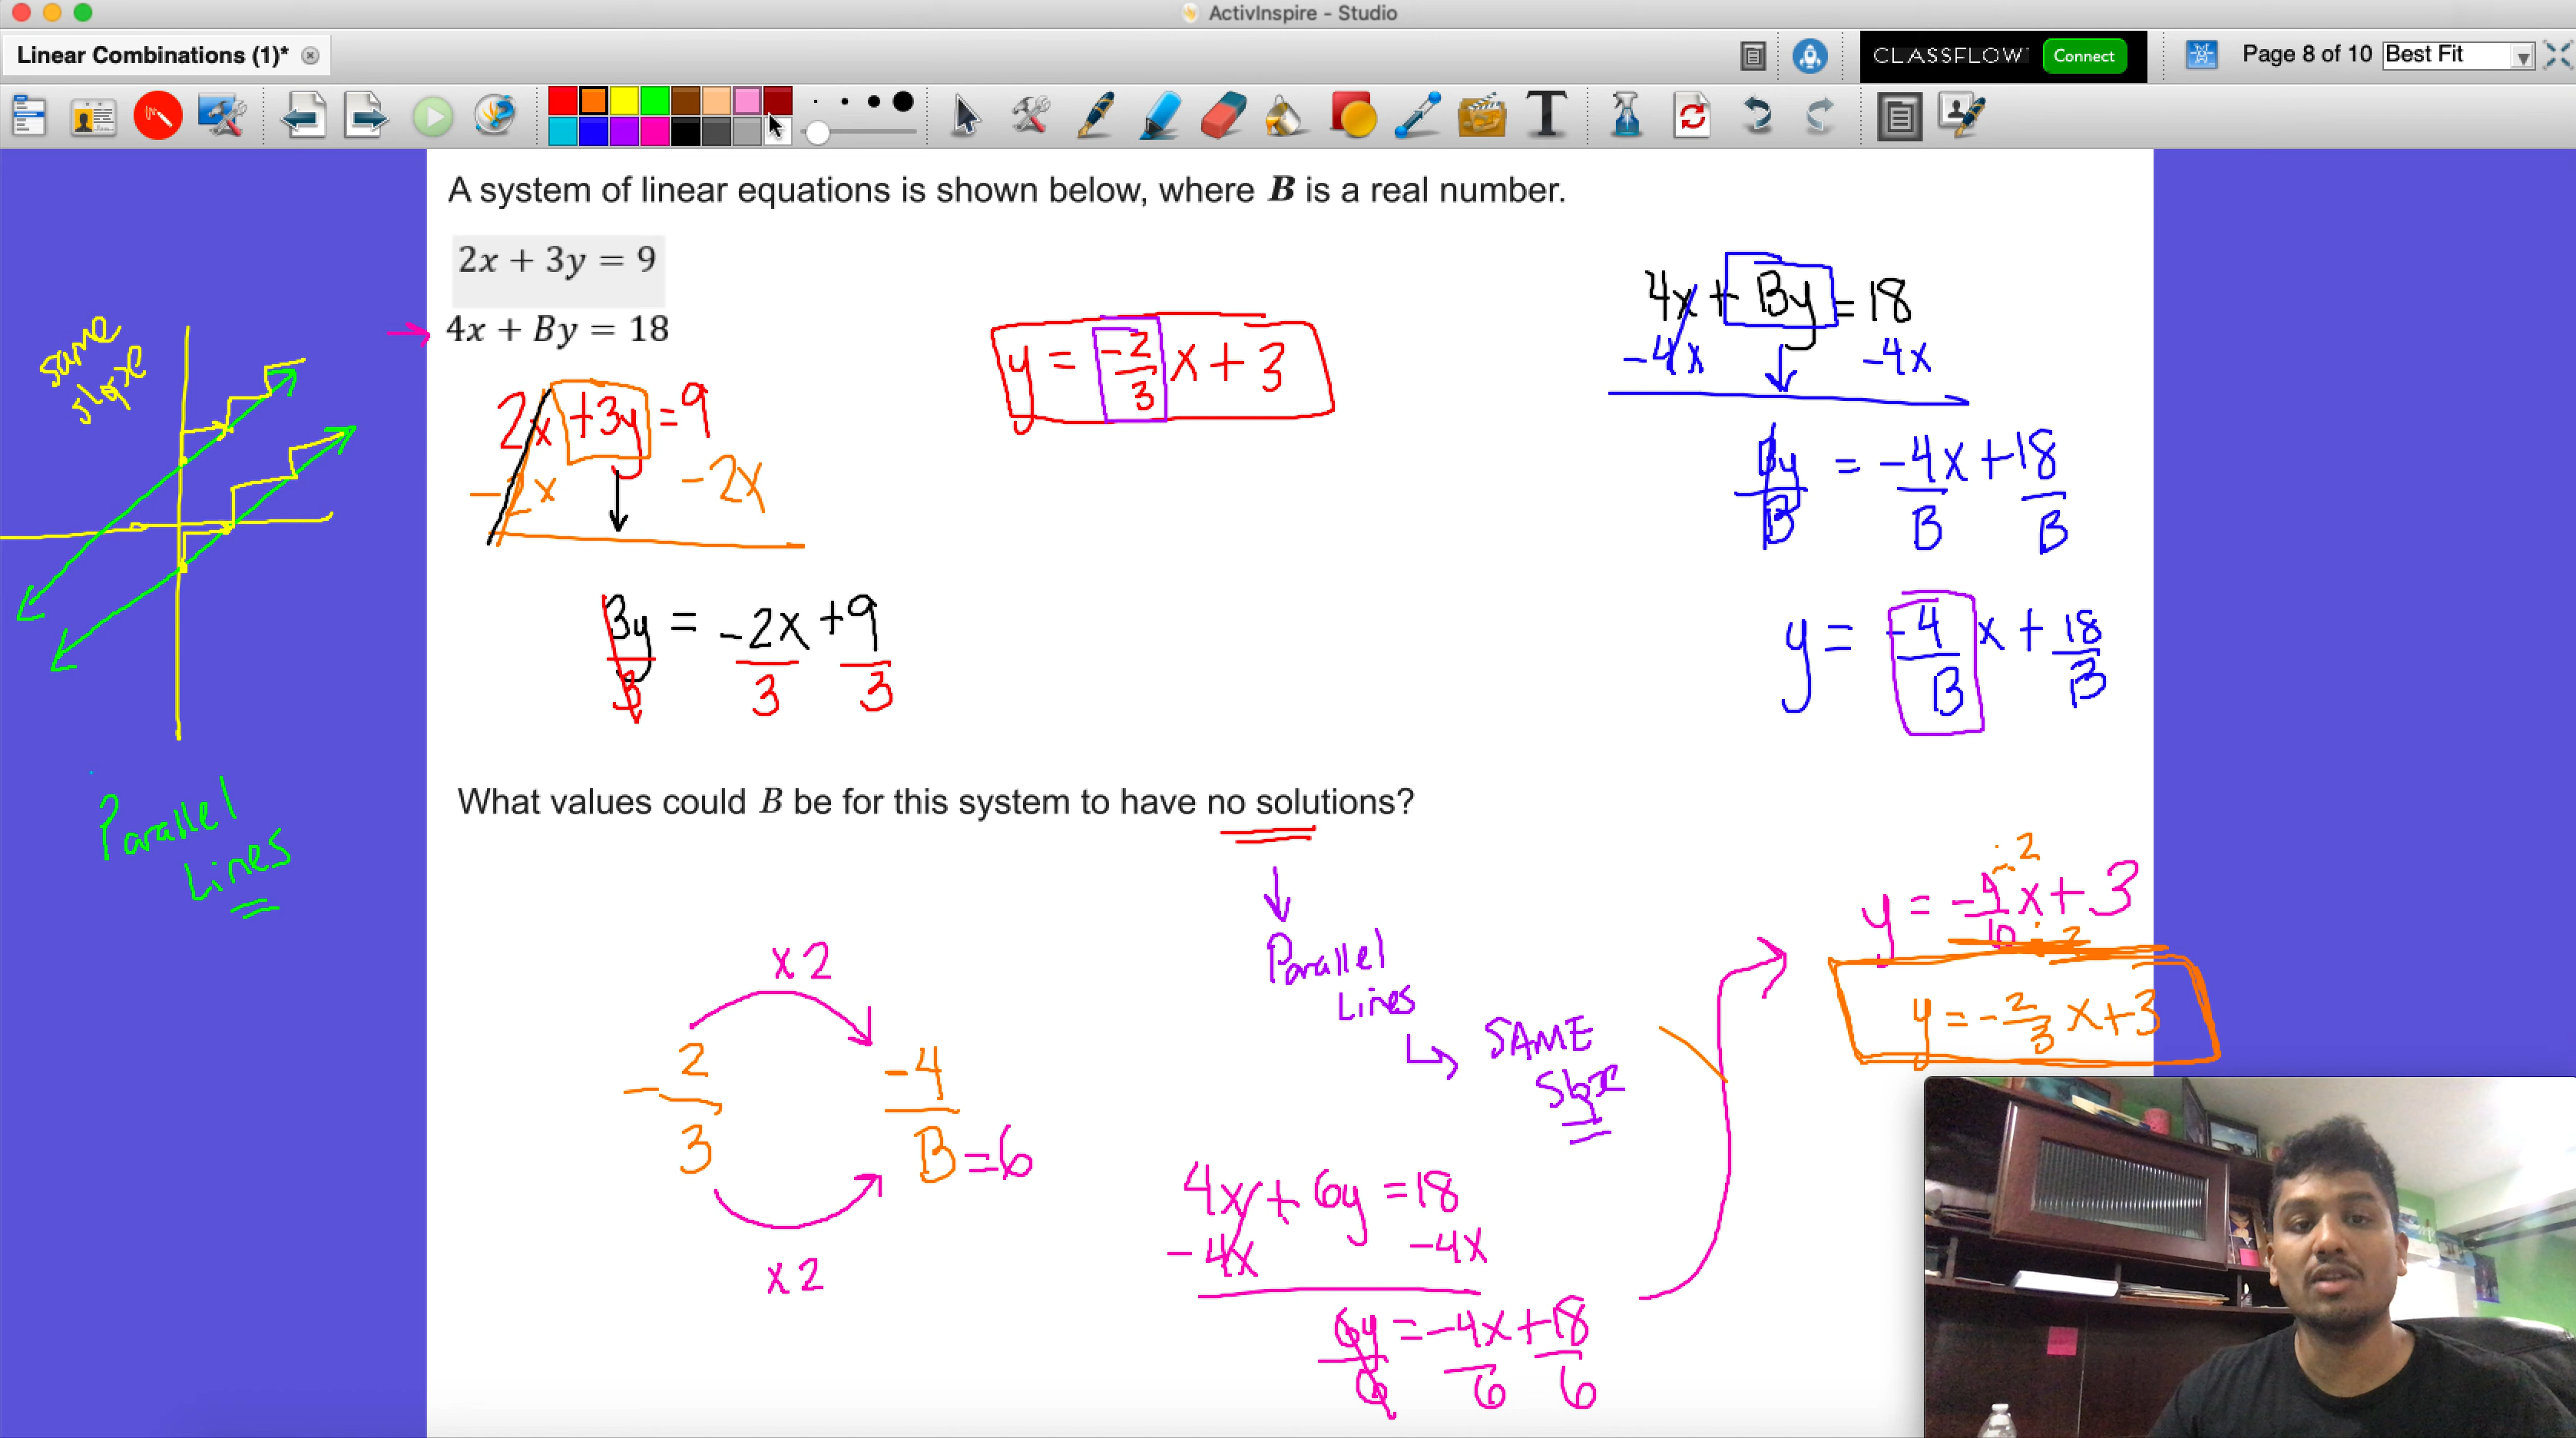 ActivInspire - Studio
Linear Combinations (1)*
CLASSFLOW
Connect
Page 8 of 10
Best Fit
T
A system of linear equations is shown below, where B is a real number.
2x + 3y = 9
4x + By = 18
same
slope
2x +3y = 9
-2x -2x
3y = -2x + 9
3 3 3
y = -2/3 x + 3
4x + By = 18
-4x -4x
By = -4x + 18
B B B
y = -4/B x + 18/B
Parallel
Lines
What values could B be for this system to have no solutions?
Parallel
Lines
SAME
Slope
x2
-2/3 -4/B = 6
x2
4x + 6y = 18
-4x -4x
6y = -4x + 18
6 6 6
÷2
÷2
y = -2/3 x + 3